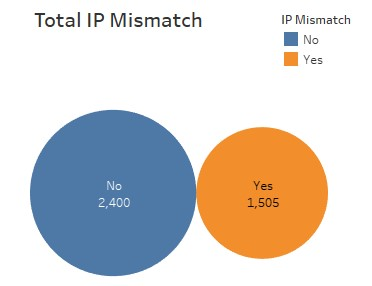 Total IP Mismatch
IP Mismatch
No
Yes
No
2,400
Yes
1,505